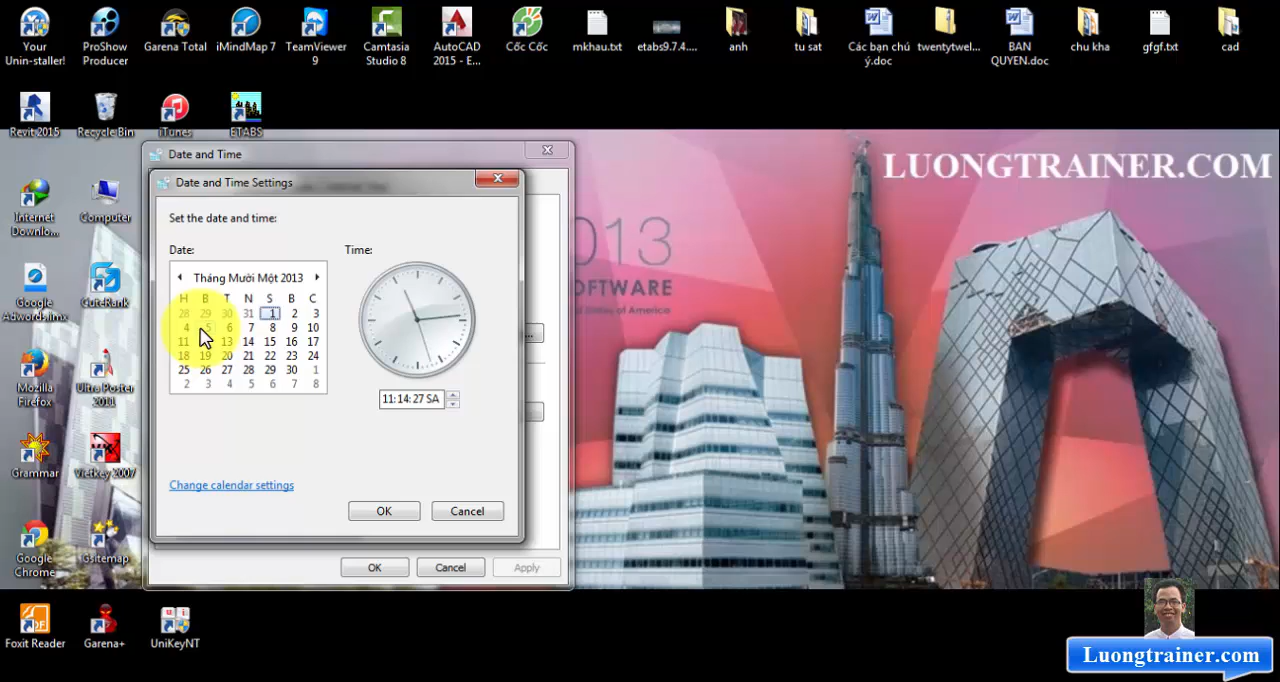 Your
Unin-staller!
ProShow
Producer
Garena Total
iMindMap 7
TeamViewer
9
Camtasia
Studio 8
AutoCAD
2015 - E...
Cốc Cốc
mkhau.txt
etabs9.7.4....
anh
tu sat
Các bạn chú
ý.doc
twentytwel...
BAN
QUYEN.doc
chu kha
gfgf.txt
cad
Revit 2015
Recycle Bin
iTunes
ETABS
LUONGTRAINER.COM
Internet
Downlo...
Computer
Google
Adwords.imx
CuteRank
Mozilla
Firefox
Ultra Poster
2011
Grammar
Vietkey 2007
Google
Chrome
Gsitemap
Foxit Reader
Garena+
UniKeyNT
Date and Time
Date and Time Settings
Set the date and time:
Date:
Time:
Tháng Mười Một 2013
H B T N S B C
28 29 30 31 1 2 3
4 5 6 7 8 9 10
11 13 14 15 16 17
18 19 20 21 22 23 24
25 26 27 28 29 30 1
2 3 4 5 6 7 8
11:14:27 SA
Change calendar settings
OK
Cancel
OK
Cancel
Apply
013
OFTWARE
Luongtrainer.com